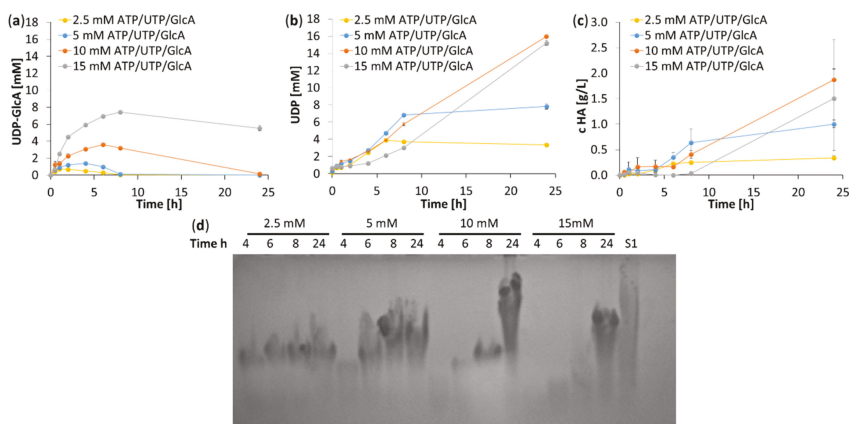 (a)
2.5 mM ATP/UTP/GlcA
5 mM ATP/UTP/GlcA
10 mM ATP/UTP/GlcA
15 mM ATP/UTP/GlcA
UDP-GlcA [mM]
18
16
14
12
10
8
6
4
2
0
0 5 10 15 20 25
Time [h]
(b)
2.5 mM ATP/UTP/GlcA
5 mM ATP/UTP/GlcA
10 mM ATP/UTP/GlcA
15 mM ATP/UTP/GlcA
UDP [mM]
18
16
14
12
10
8
6
4
2
0
0 5 10 15 20 25
Time [h]
(c)
2.5 mM ATP/UTP/GlcA
5 mM ATP/UTP/GlcA
10 mM ATP/UTP/GlcA
15 mM ATP/UTP/GlcA
c HA [g/L]
3.0
2.5
2.0
1.5
1.0
0.5
0.0
0 5 10 15 20 25
Time [h]
(d)
2.5 mM 5 mM 10 mM 15mM
Time h 4 6 8 24 4 6 8 24 4 6 8 24 4 6 8 24 S1